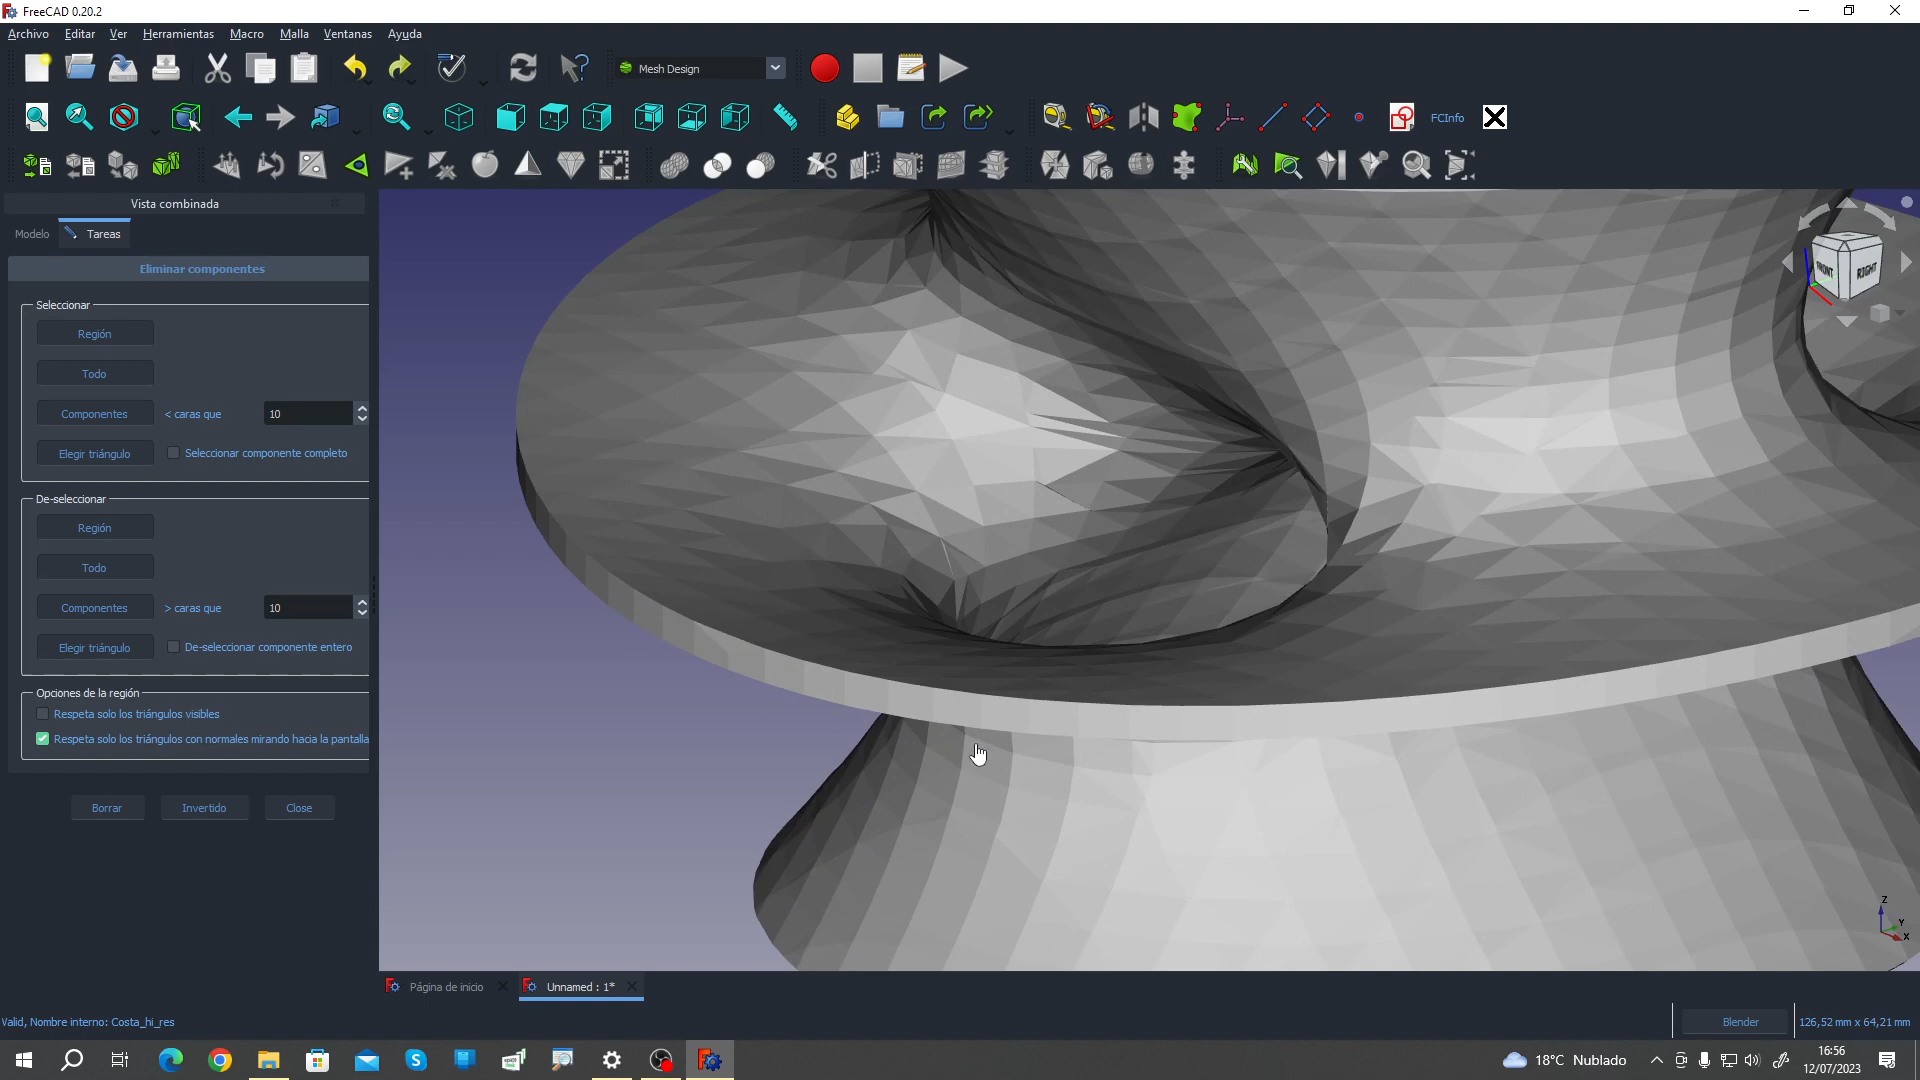 FreeCAD 0.20.2
Archivo Editar Ver Herramientas Macro Malla Ventanas Ayuda
Mesh Design
FCInfo
Vista combinada
Modelo Tareas
Eliminar componentes
Seleccionar
Región
Todo
Componentes < caras que 10
Elegir triángulo Seleccionar componente completo
De-seleccionar
Región
Todo
Componentes > caras que 10
Elegir triángulo De-seleccionar componente entero
Opciones de la región
Respeta solo los triángulos visibles
Respeta solo los triángulos con normales mirando hacia la pantalla
Borrar Invertido Close
FRONT RIGHT
Z
Y
X
Página de inicio Unnamed : 1*
Valid, Nombre interno: Costa_hi_res
Blender 126,52 mm x 64,21 mm
18°C Nublado
16:56
12/07/2023